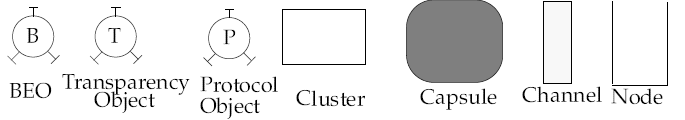 B
T
P
BEO
Transparency
Object
Protocol
Object
Cluster
Capsule
Channel
Node